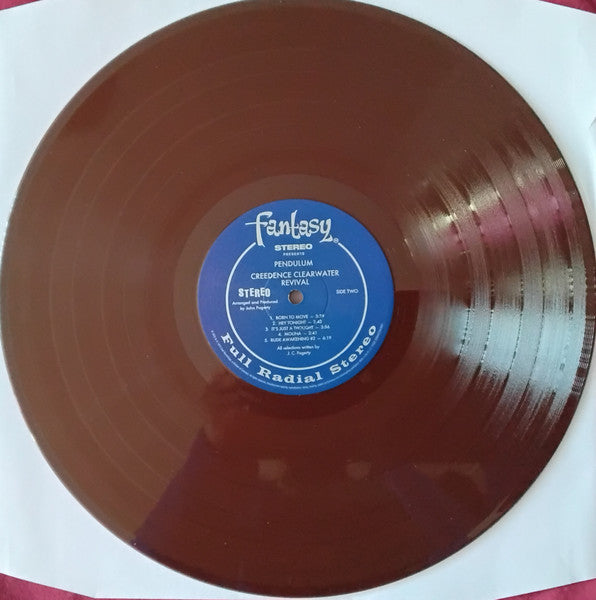 fantasy
STEREO
PRESENTS
PENDULUM
CREEDENCE CLEARWATER
REVIVAL
STEREO
Arranged and Produced
by John Fogerty
SIDE TWO
1. BORN TO MOVE — 5:79
2. HEY TONIGHT — 2:42
3. IT'S JUST A THOUGHT — 3:56
4. MOLINA — 2:41
5. RUDE AWAKENING #2 — 6:19
All selections written by
J. C. Fogerty
Full Radial Stereo